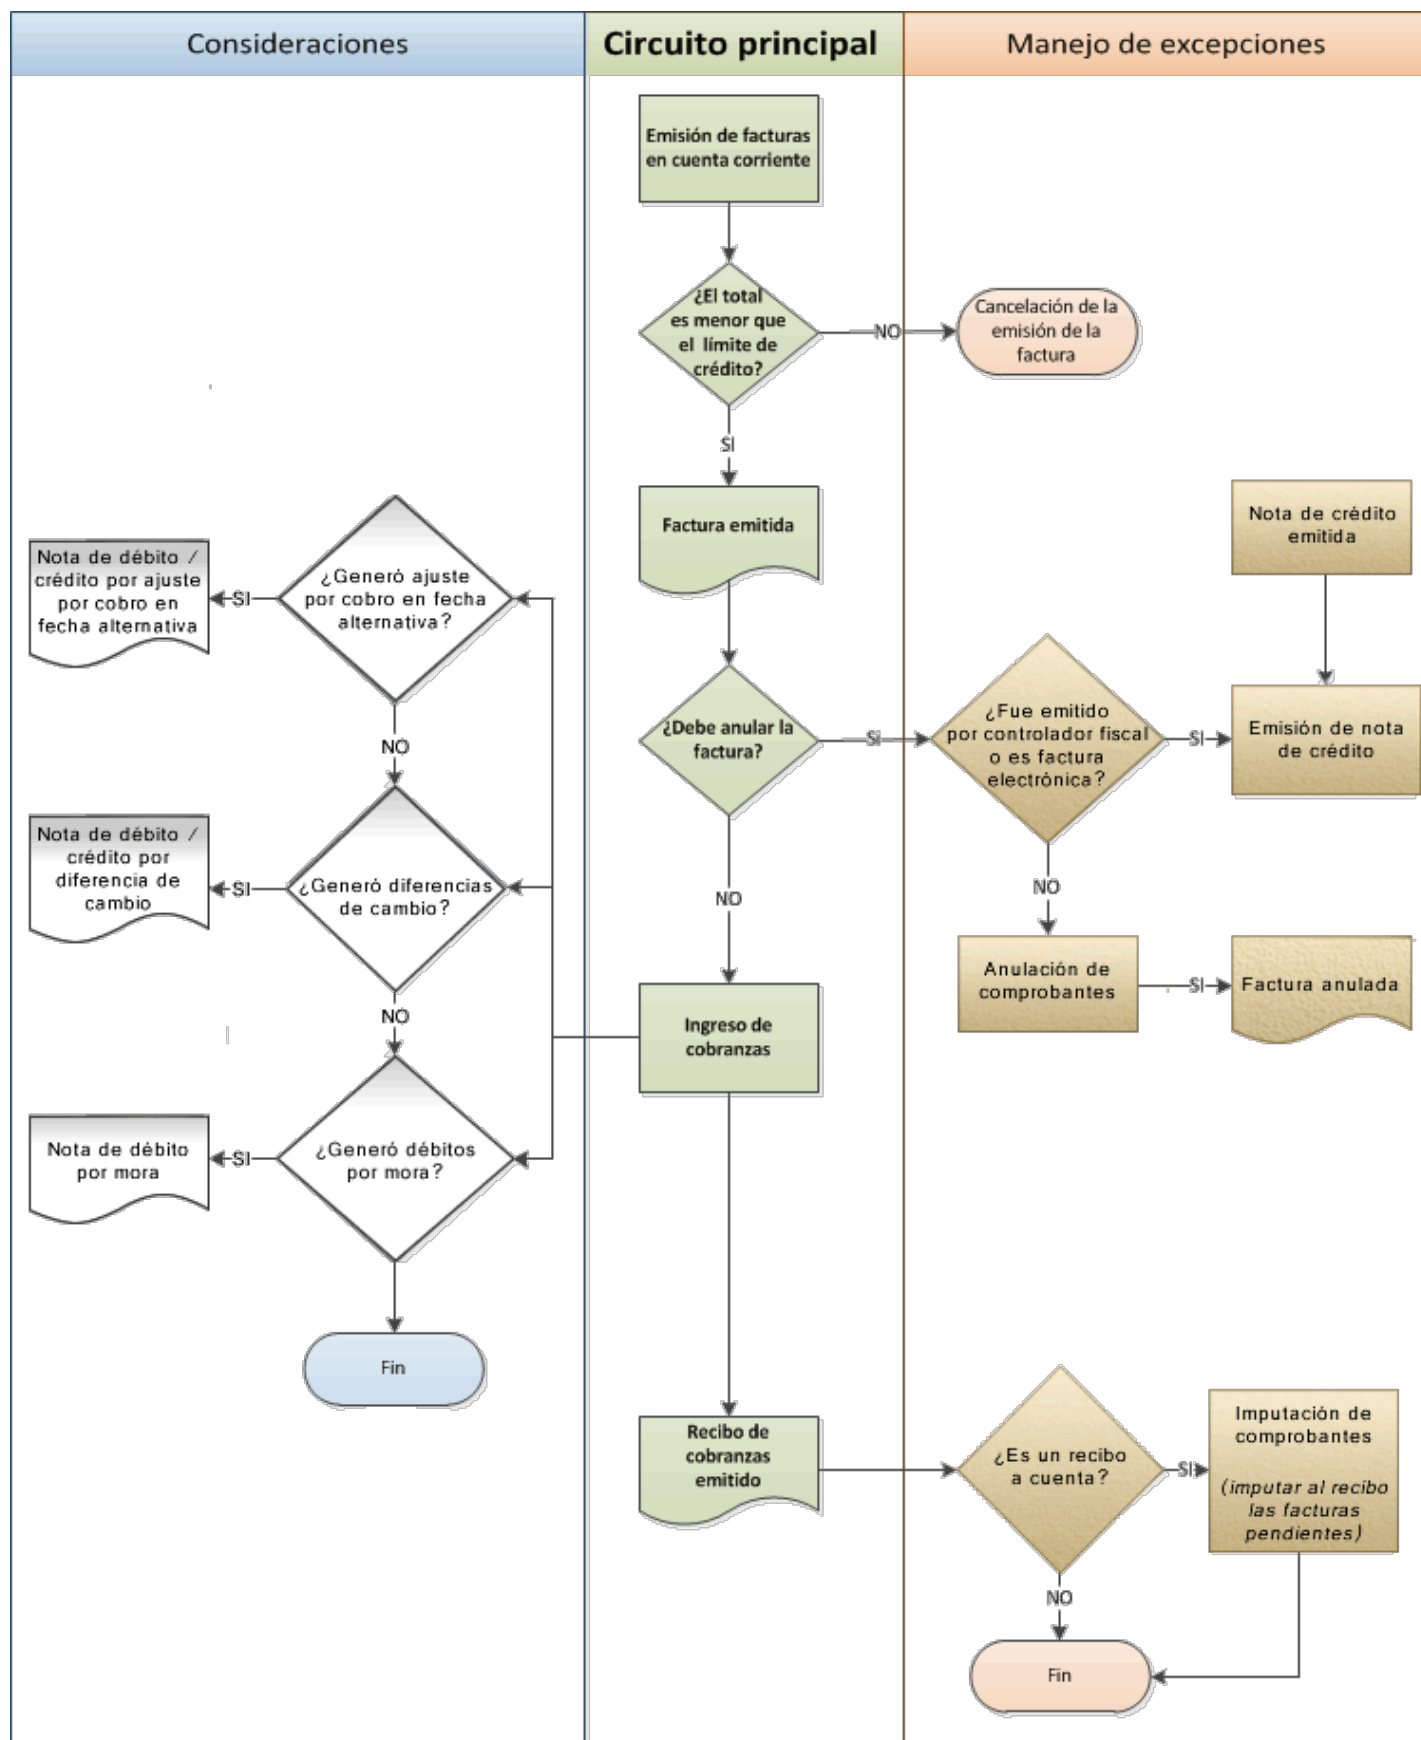 Consideraciones
Circuito principal
Manejo de excepciones
Emisión de facturas
en cuenta corriente
¿El total
es menor que
el límite de
crédito?
NO
Cancelación de la
emisión de la
factura
SI
Factura emitida
Nota de crédito
emitida
Nota de débito /
crédito por ajuste
por cobro en
fecha alternativa
SI
¿Generó ajuste
por cobro en fecha
alternativa?
NO
¿Debe anular la
factura?
SI
¿Fue emitido
por controlador fiscal
o es factura
electrónica?
SI
Emisión de nota
de crédito
Nota de débito /
crédito por
diferencia de
cambio
SI
¿Generó diferencias
de cambio?
NO
NO
NO
Anulación de
comprobantes
SI
Factura anulada
Ingreso de
cobranzas
Nota de débito
por mora
SI
¿Generó débitos
por mora?
Fin
Recibo de
cobranzas
emitido
¿Es un recibo
a cuenta?
SI
Imputación de
comprobantes
(imputar al recibo
las facturas
pendientes)
NO
Fin